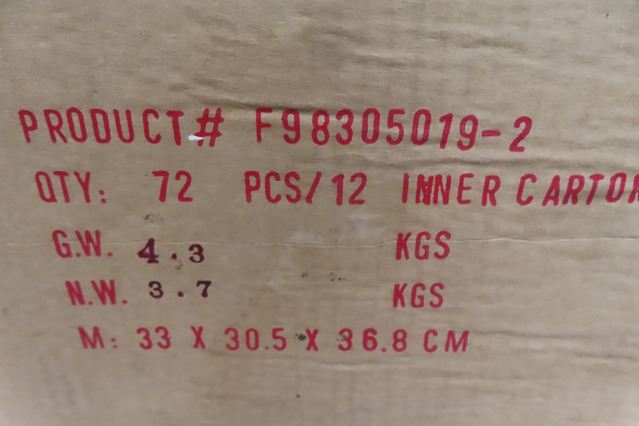 PRODUCT# F98305019-2
QTY: 72 PCS/12 INNER CARTON
G.W. 4.3 KGS
N.W. 3.7 KGS
M: 33 X 30.5 X 36.8 CM